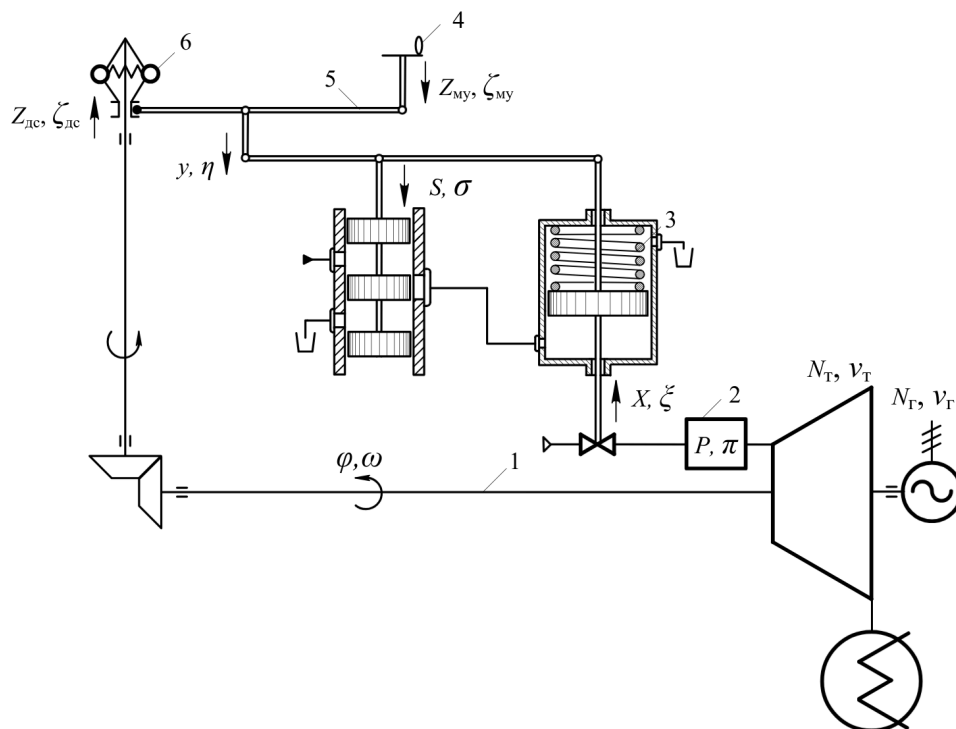 4
6
5
Z_му, ζ_му
Z_дс, ζ_дс
y, η
S, σ
3
N_Т, ν_Т
X, ξ
2
N_Г, ν_Г
P, π
φ, ω
1